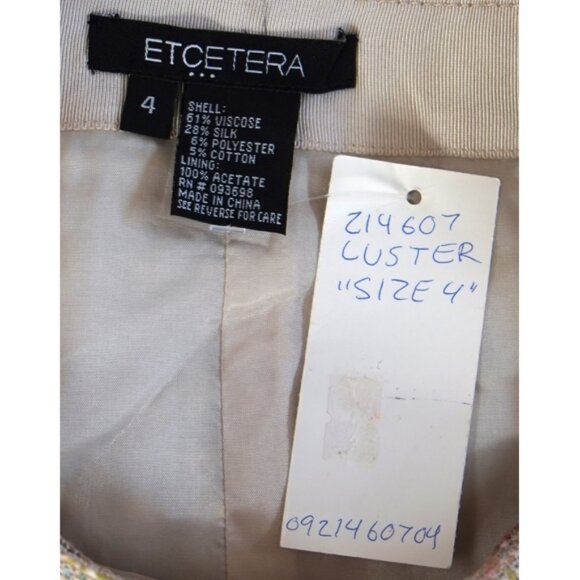 ETCETERA
4
SHELL:
61% VISCOSE
28% SILK
6% POLYESTER
5% COTTON
LINING:
100% ACETATE
RN # 093698
MADE IN CHINA
SEE REVERSE FOR CARE
214607
LUSTER
"SIZE 4"
0921460704